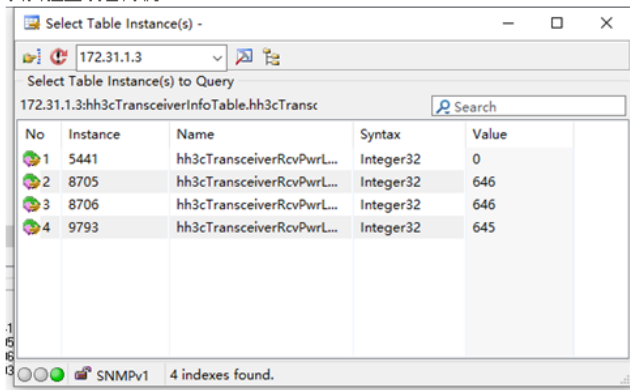 Select Table Instance(s) -
172.31.1.3
Select Table Instance(s) to Query
172.31.1.3:hh3cTransceiverInfoTable.hh3cTransc
Search
No Instance Name Syntax Value
1 5441 hh3cTransceiverRcvPwrL... Integer32 0
2 8705 hh3cTransceiverRcvPwrL... Integer32 646
3 8706 hh3cTransceiverRcvPwrL... Integer32 646
4 9793 hh3cTransceiverRcvPwrL... Integer32 645
SNMPv1 4 indexes found.